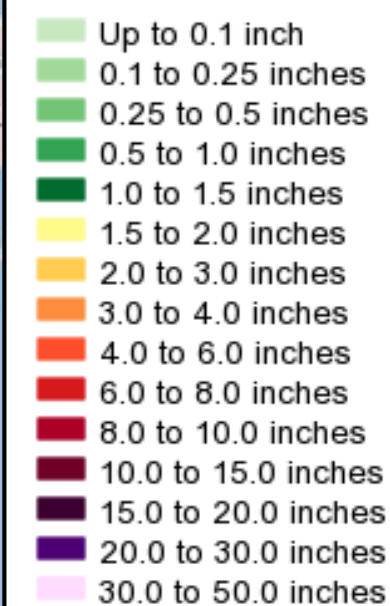 Up to 0.1 inch
0.1 to 0.25 inches
0.25 to 0.5 inches
0.5 to 1.0 inches
1.0 to 1.5 inches
1.5 to 2.0 inches
2.0 to 3.0 inches
3.0 to 4.0 inches
4.0 to 6.0 inches
6.0 to 8.0 inches
8.0 to 10.0 inches
10.0 to 15.0 inches
15.0 to 20.0 inches
20.0 to 30.0 inches
30.0 to 50.0 inches